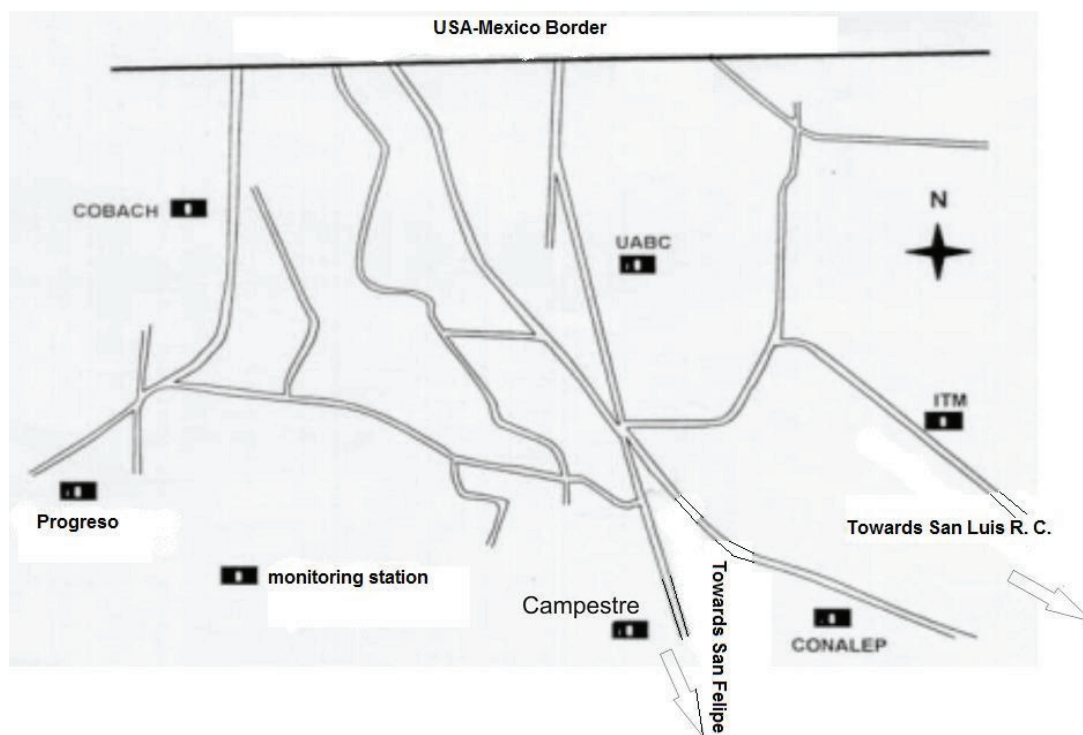 USA-Mexico Border
COBACH
N
UABC
ITM
Progreso
Towards San Luis R. C.
monitoring station
Campestre
Towards San Felipe
CONALEP